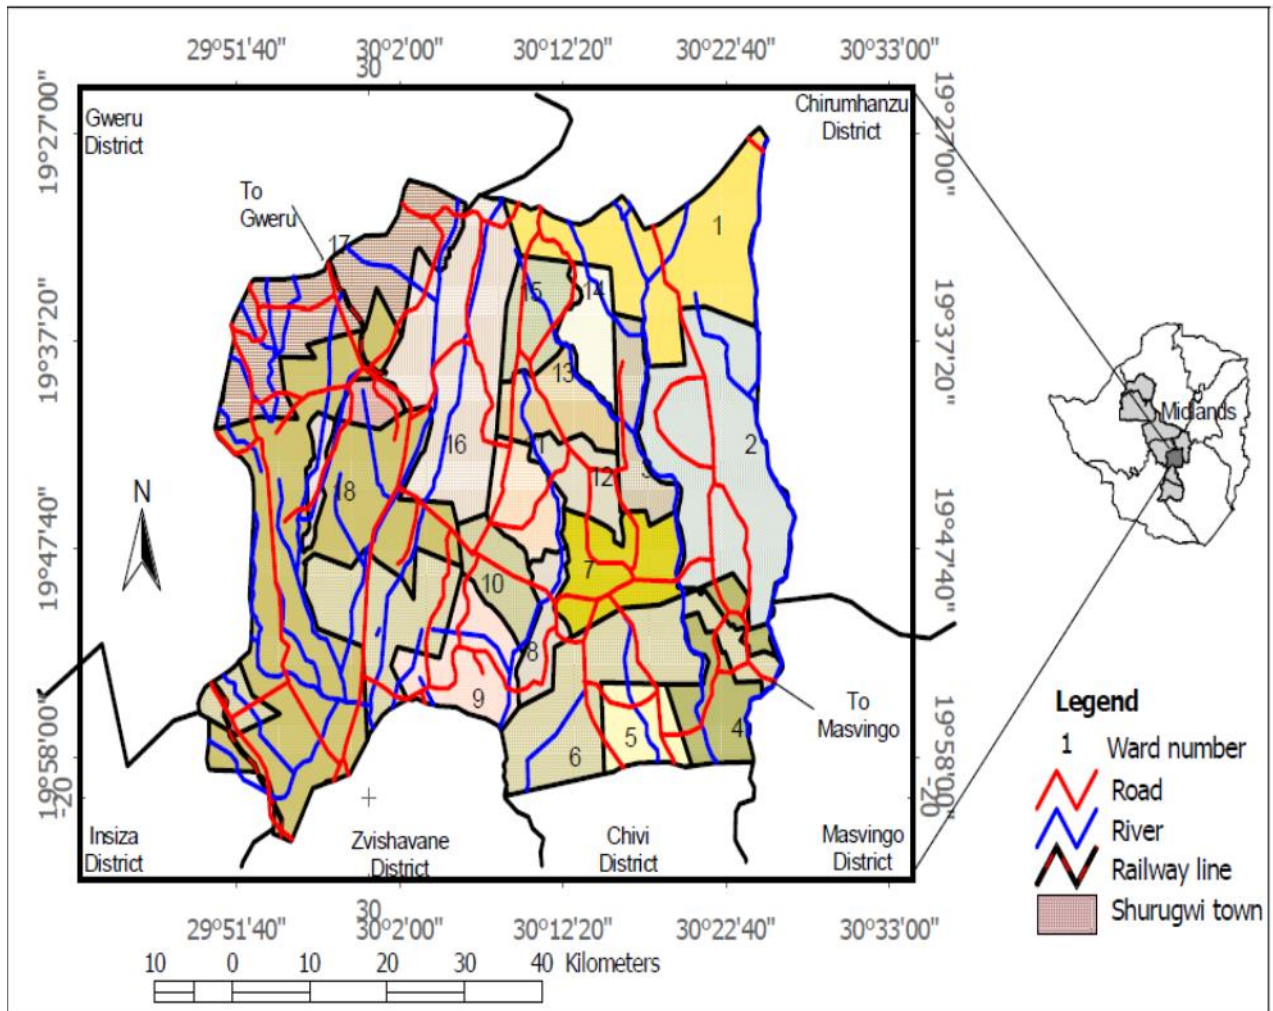 29°51'40" 30°2'00" 30°12'20" 30°22'40" 30°33'00"
30
19°27'00"
19°37'20"
19°47'40"
19°58'00"
-20
Gweru
District
Chirumhanzu
District
19°27'00"
19°37'20"
19°47'40"
19°58'00"
-20
To
Gweru
17
1
15
14
13
16
11
2
12
3
18
7
10
8
9
6
5
4
N
To
Masvingo
Midlands
Insiza
District
Zvishavane
District
Chivi
District
Masvingo
District
30
29°51'40" 30°2'00" 30°12'20" 30°22'40" 30°33'00"
10 0 10 20 30 40 Kilometers
Legend
1 Ward number
Road
River
Railway line
Shurugwi town